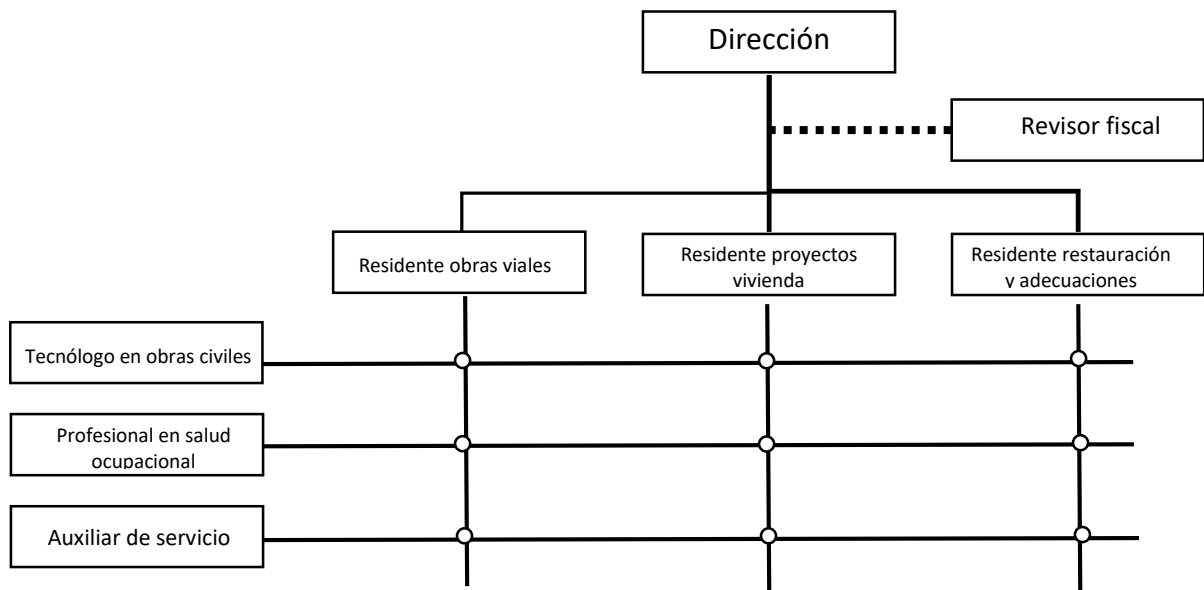 Dirección
Revisor fiscal
Residente obras viales
Residente proyectos
vivienda
Residente restauración
y adecuaciones
Tecnólogo en obras civiles
Profesional en salud
ocupacional
Auxiliar de servicio